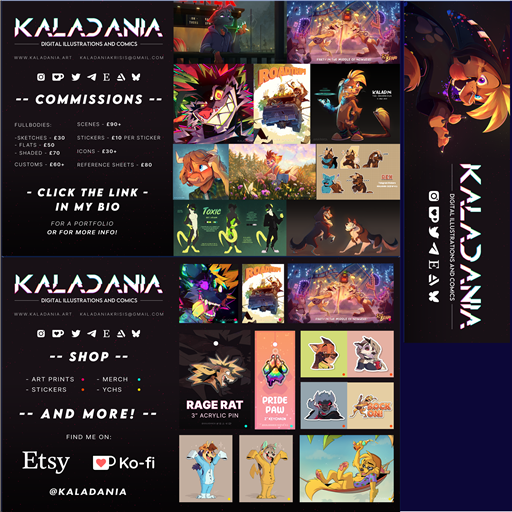 KALADANIA
DIGITAL ILLUSTRATIONS AND COMICS
WWW.KALADANIA.ART KALADANIAKRISIS@GMAIL.COM
-- COMMISSIONS --
FULLBODIES:
- SKETCHES - £30
- FLATS - £50
- SHADED - £70
CUSTOMS - £60+
SCENES - £90+
STICKERS - £10 PER STICKER
ICONS - £30+
REFERENCE SHEETS - £80
- CLICK THE LINK -
IN MY BIO
FOR A PORTFOLIO
OR FOR MORE INFO!
ROADKILL
KALADIN
TOXIC
KALADANIA
DIGITAL ILLUSTRATIONS AND COMICS
KALADANIA
DIGITAL ILLUSTRATIONS AND COMICS
WWW.KALADANIA.ART KALADANIAKRISIS@GMAIL.COM
-- SHOP --
- ART PRINTS
- STICKERS
- MERCH
- YCHS
-- AND MORE! --
FIND ME ON:
Etsy
Ko-fi
@KALADANIA
RAGE RAT
3" ACRYLIC PIN
PRIDE
PAW